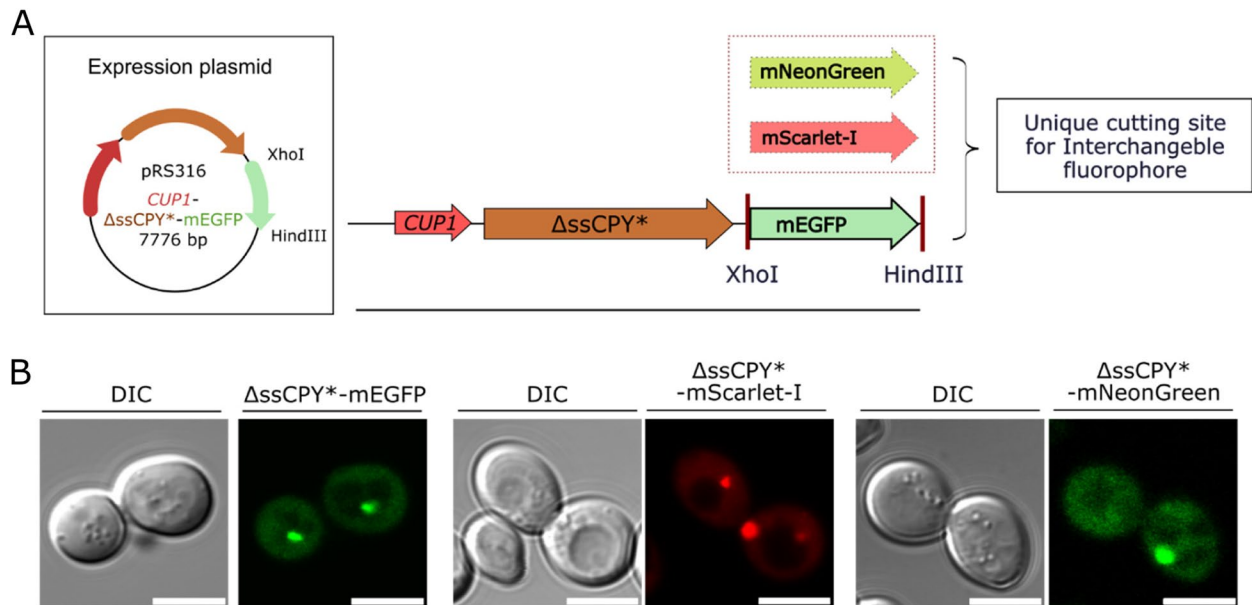 A
Expression plasmid
XhoI
pRS316
CUP1-
ΔssCPY*-mEGFP
7776 bp
HindIII
mNeonGreen
mScarlet-I
CUP1
ΔssCPY*
mEGFP
XhoI
HindIII
Unique cutting site
for Interchangeble
fluorophore
B
DIC
ΔssCPY*-mEGFP
DIC
ΔssCPY*
-mScarlet-I
DIC
ΔssCPY*
-mNeonGreen